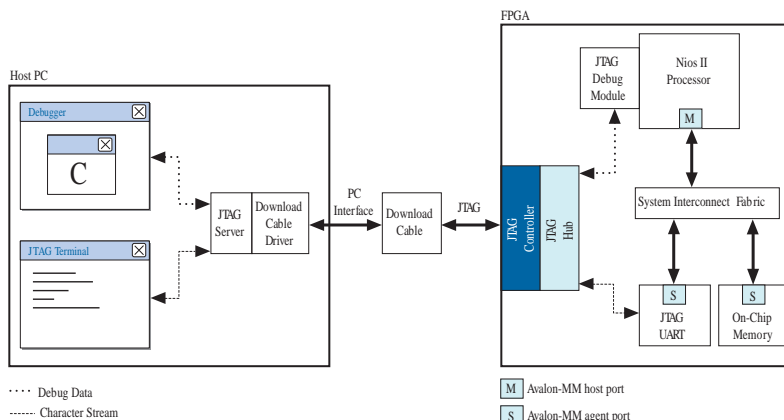 FPGA
Host PC
Debugger
C
JTAG Terminal
JTAG
Server
Download
Cable
Driver
PC
Interface
Download
Cable
JTAG
JTAG
Controller
JTAG
Hub
JTAG
Debug
Module
Nios II
Processor
M
System Interconnect Fabric
S
JTAG
UART
S
On-Chip
Memory
Debug Data
Character Stream
M
Avalon-MM host port
S
Avalon-MM agent port